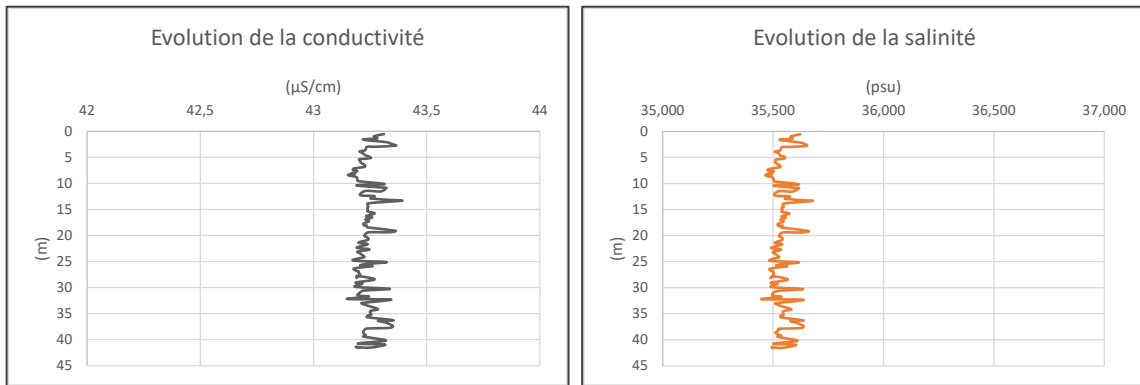 Evolution de la conductivité
(µS/cm)
42 42,5 43 43,5 44
0
5
10
15
20
25
30
35
40
45
(m)
Evolution de la salinité
(psu)
35,000 35,500 36,000 36,500 37,000
0
5
10
15
20
25
30
35
40
45
(m)